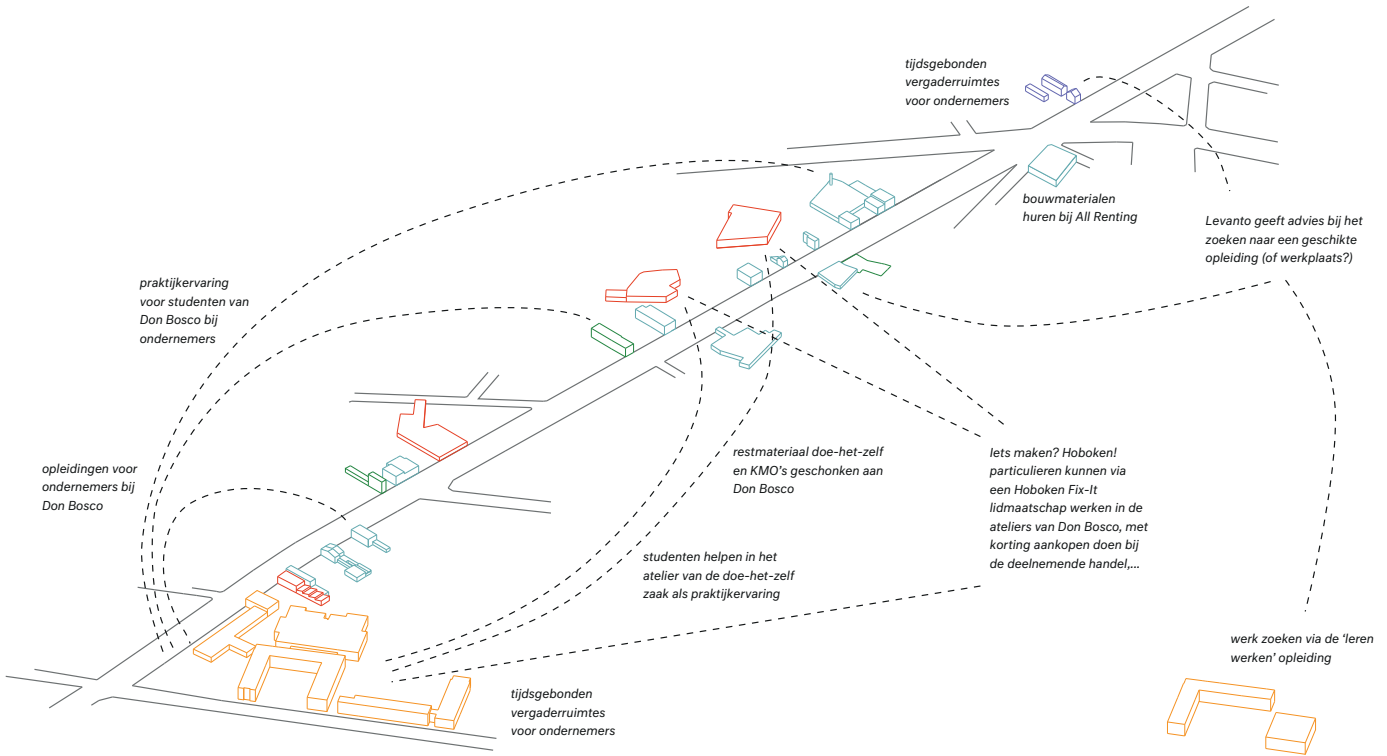 tijdsgebonden
vergaderruimtes
voor ondernemers
bouwmaterialen
huren bij All Renting
Levanto geeft advies bij het
zoeken naar een geschikte
opleiding (of werkplaats?)
praktijkervaring
voor studenten van
Don Bosco bij
ondernemers
opleidingen voor
ondernemers bij
Don Bosco
restmateriaal doe-het-zelf
en KMO's geschonken aan
Don Bosco
Iets maken? Hoboken!
particulieren kunnen via
een Hoboken Fix-It
lidmaatschap werken in de
ateliers van Don Bosco, met
korting aankopen doen bij
de deelnemende handel,...
studenten helpen in het
atelier van de doe-het-zelf
zaak als praktijkervaring
werk zoeken via de ‘leren
werken’ opleiding
tijdsgebonden
vergaderruimtes
voor ondernemers